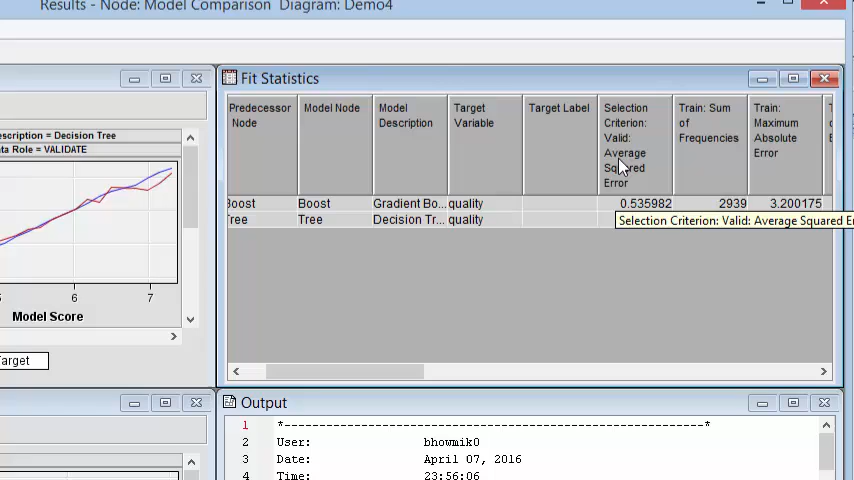 Results - Node: Model Comparison Diagram: Demo4
Fit Statistics
escription = Decision Tree
ata Role = VALIDATE
6 7
Model Score
arget
Predecessor Node Model Node Model Description Target Variable Target Label Selection Criterion: Valid: Average Squared Error Train: Sum of Frequencies Train: Maximum Absolute Error
Boost Boost Gradient Bo... quality 0.535982 2939 3.200175
Tree Tree Decision Tr... quality
Selection Criterion: Valid: Average Squared E
Output
1 *------------------------------------------------------------*
2 User: bhowmik0
3 Date: April 07, 2016
4 Time: 23:56:06